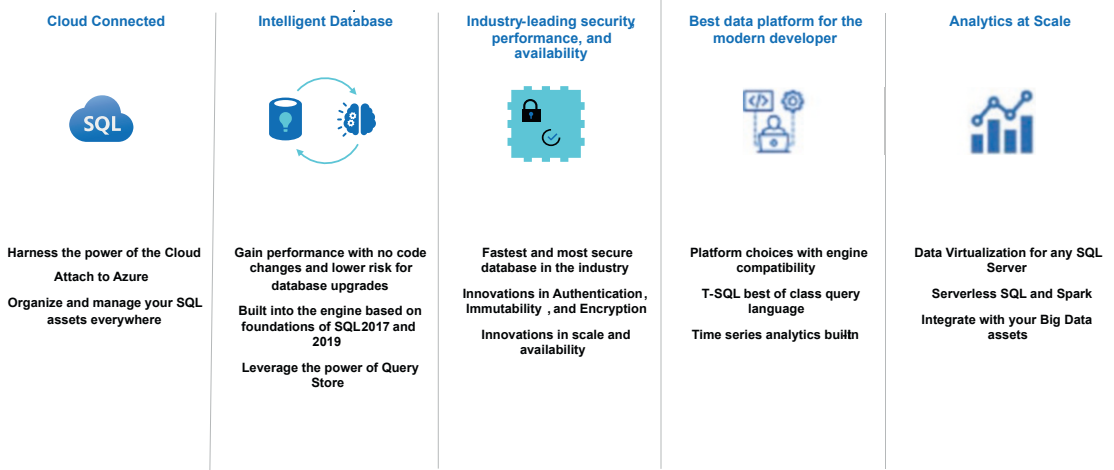 Cloud Connected
SQL
Harness the power of the Cloud
Attach to Azure
Organize and manage your SQL
assets everywhere
Intelligent Database
Gain performance with no code
changes and lower risk for
database upgrades
Built into the engine based on
foundations of SQL2017 and
2019
Leverage the power of Query
Store
Industry-leading security,
performance, and
availability
Fastest and most secure
database in the industry
Innovations in Authentication,
Immutability , and Encryption
Innovations in scale and
availability
Best data platform for the
modern developer
</>
Platform choices with engine
compatibility
T-SQL best of class query
language
Time series analytics built-in
Analytics at Scale
Data Virtualization for any SQL
Server
Serverless SQL and Spark
Integrate with your Big Data
assets